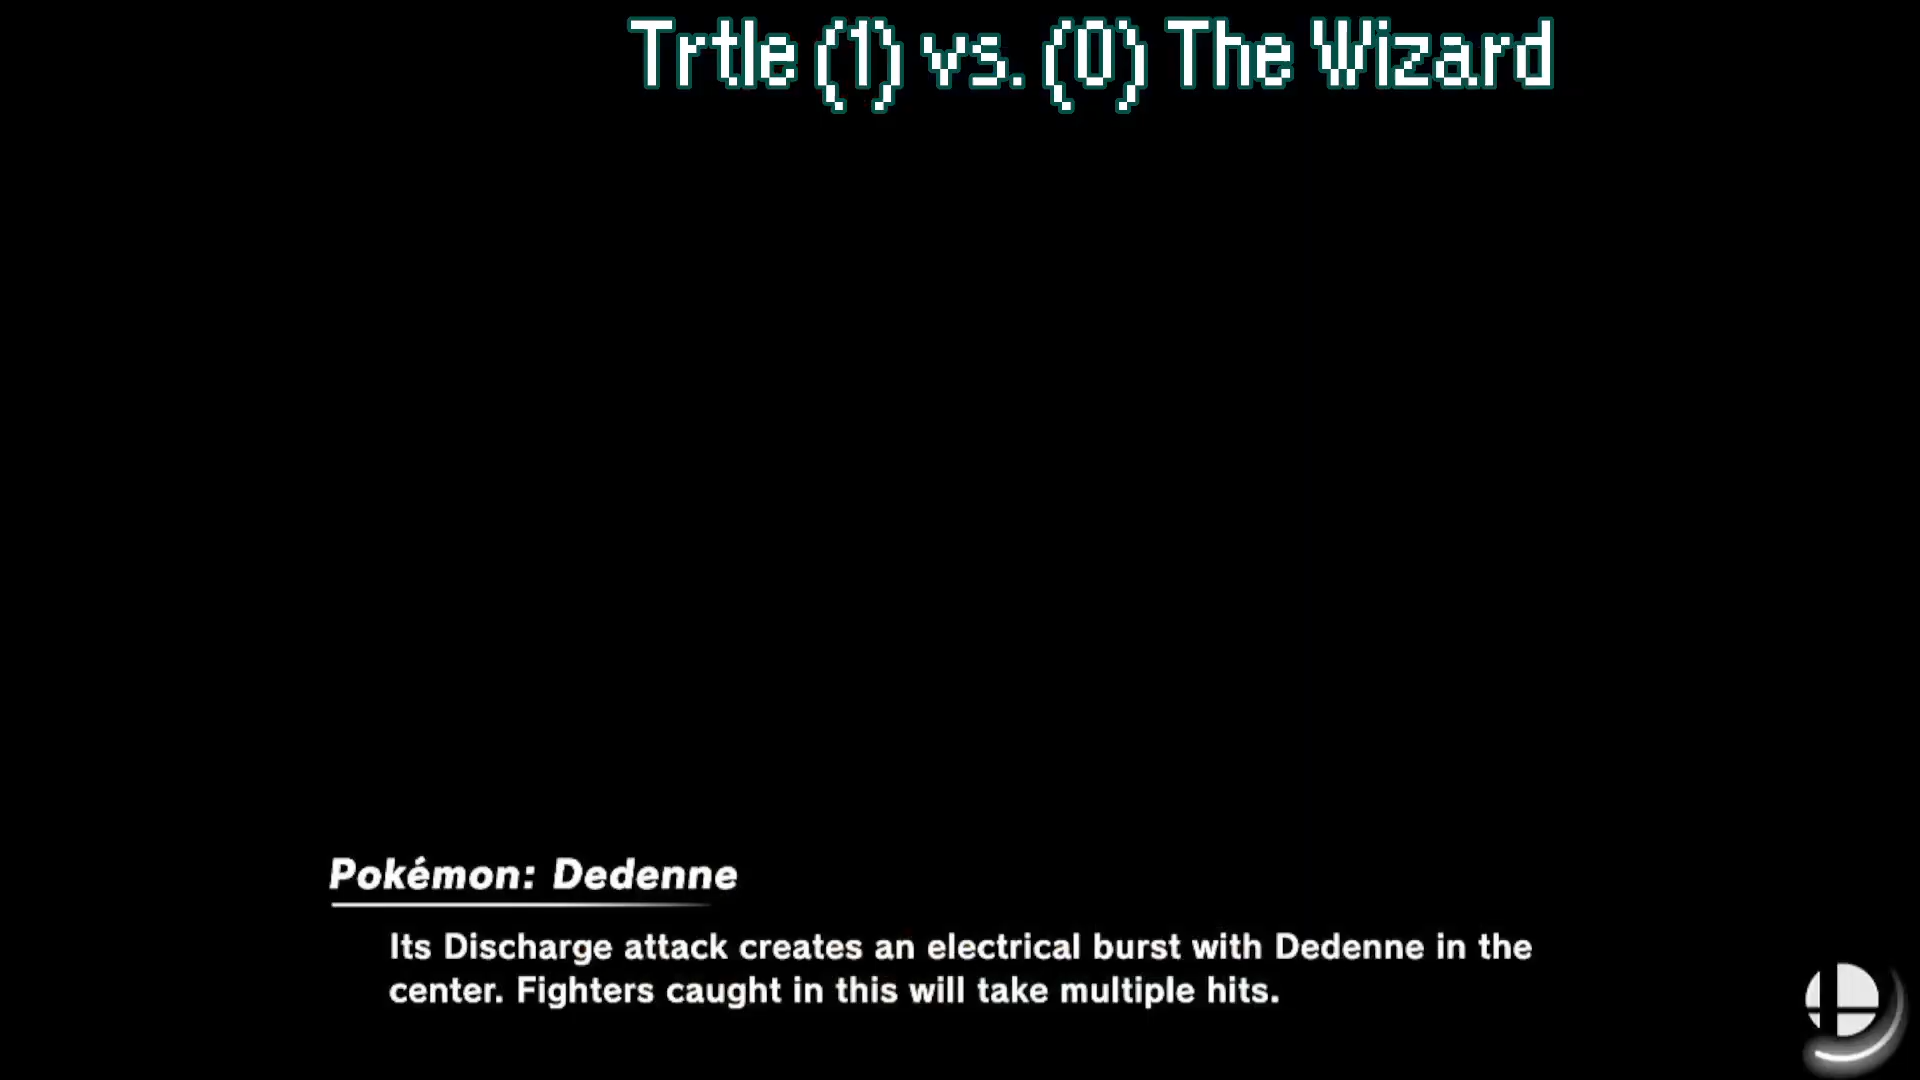 Trtle (1) vs. (0) The Wizard
Pokémon: Dedenne
Its Discharge attack creates an electrical burst with Dedenne in the
center. Fighters caught in this will take multiple hits.